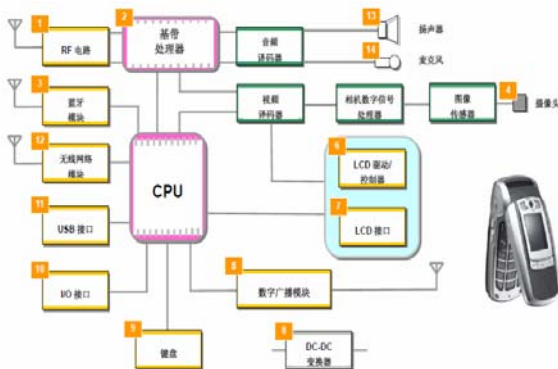 1
RF 电路
2
基带
处理器
音频
译码器
13
扬声器
14
麦克风
3
蓝牙
模块
视频
译码器
相机数字信号
处理器
图像
传感器
4
摄像头
12
无线网络
模块
CPU
6
LCD 驱动/
控制器
7
LCD 接口
11
USB 接口
10
I/O 接口
8
数字广播模块
9
键盘
DC-DC
变换器